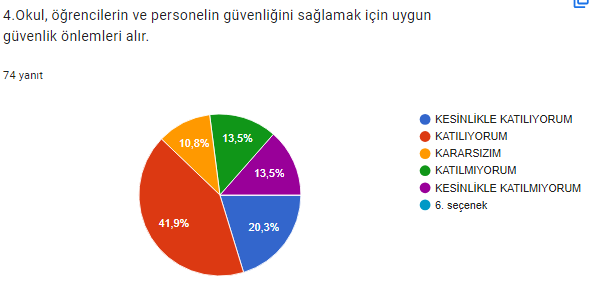 4.Okul, öğrencilerin ve personelin güvenliğini sağlamak için uygun
güvenlik önlemleri alır.
74 yanıt
10,8%
13,5%
13,5%
41,9%
20,3%
KESİNLİKLE KATILIYORUM
KATILIYORUM
KARARSIZIM
KATILMIYORUM
KESİNLİKLE KATILMIYORUM
6. seçenek